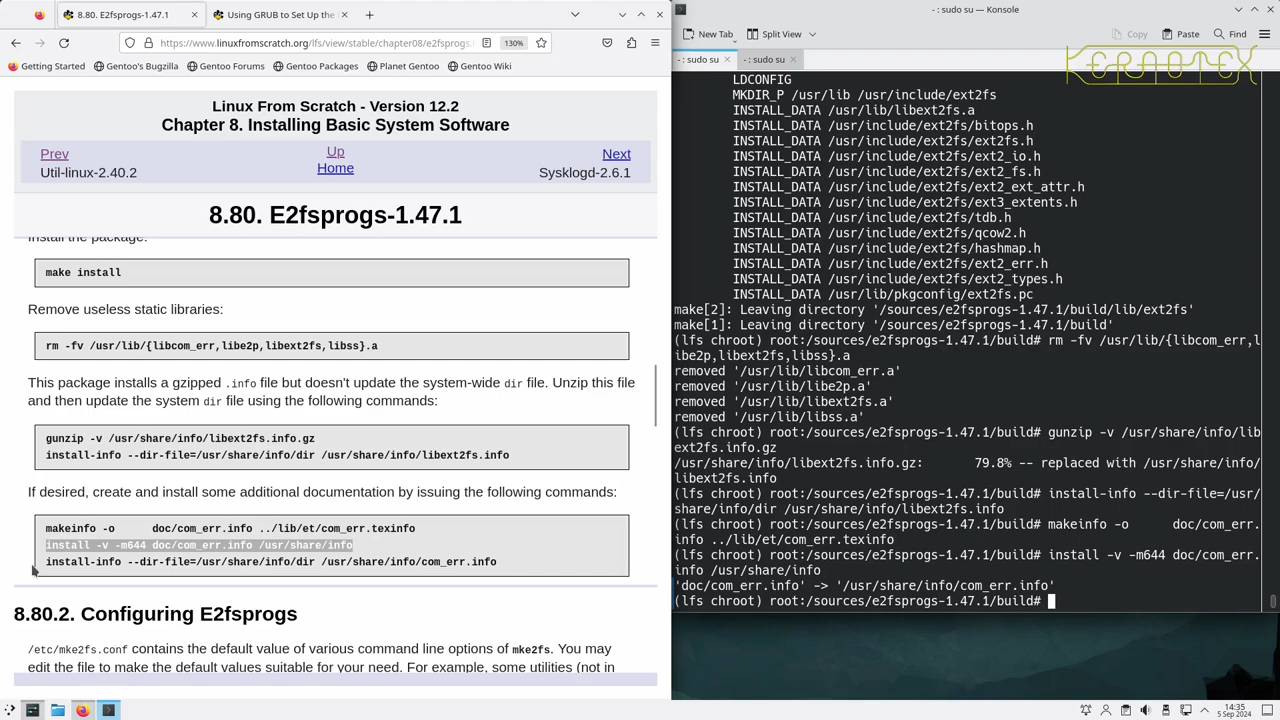 8.80. E2fsprogs-1.47.1
Using GRUB to Set Up the
https://www.linuxfromscratch.org/lfs/view/stable/chapter08/e2fsprogs.
130%
Getting Started
Gentoo's Bugzilla
Gentoo Forums
Gentoo Packages
Planet Gentoo
Gentoo Wiki
Linux From Scratch - Version 12.2
Chapter 8. Installing Basic System Software
Prev
Up
Next
Util-linux-2.40.2
Home
Sysklogd-2.6.1
8.80. E2fsprogs-1.47.1
Install the package:
make install
Remove useless static libraries:
rm -fv /usr/lib/{libcom_err,libe2p,libext2fs,libss}.a
This package installs a gzipped .info file but doesn't update the system-wide dir file. Unzip this file
and then update the system dir file using the following commands:
gunzip -v /usr/share/info/libext2fs.info.gz
install-info --dir-file=/usr/share/info/dir /usr/share/info/libext2fs.info
If desired, create and install some additional documentation by issuing the following commands:
makeinfo -o      doc/com_err.info ../lib/et/com_err.texinfo
install -v -m644 doc/com_err.info /usr/share/info
install-info --dir-file=/usr/share/info/dir /usr/share/info/com_err.info
8.80.2. Configuring E2fsprogs
/etc/mke2fs.conf contains the default value of various command line options of mke2fs. You may
edit the file to make the default values suitable for your need. For example, some utilities (not in
- : sudo su — Konsole
New Tab
Split View
Copy
Paste
Find
- : sudo su
- : sudo su
KERAOTEX
LDCONFIG
MKDIR_P /usr/lib /usr/include/ext2fs
INSTALL_DATA /usr/lib/libext2fs.a
INSTALL_DATA /usr/include/ext2fs/bitops.h
INSTALL_DATA /usr/include/ext2fs/ext2fs.h
INSTALL_DATA /usr/include/ext2fs/ext2_io.h
INSTALL_DATA /usr/include/ext2fs/ext2_fs.h
INSTALL_DATA /usr/include/ext2fs/ext2_ext_attr.h
INSTALL_DATA /usr/include/ext2fs/ext3_extents.h
INSTALL_DATA /usr/include/ext2fs/tdb.h
INSTALL_DATA /usr/include/ext2fs/qcow2.h
INSTALL_DATA /usr/include/ext2fs/hashmap.h
INSTALL_DATA /usr/include/ext2fs/ext2_err.h
INSTALL_DATA /usr/include/ext2fs/ext2_types.h
INSTALL_DATA /usr/lib/pkgconfig/ext2fs.pc
make[2]: Leaving directory '/sources/e2fsprogs-1.47.1/build/lib/ext2fs'
make[1]: Leaving directory '/sources/e2fsprogs-1.47.1/build'
(lfs chroot) root:/sources/e2fsprogs-1.47.1/build# rm -fv /usr/lib/{libcom_err,l
ibe2p,libext2fs,libss}.a
removed '/usr/lib/libcom_err.a'
removed '/usr/lib/libe2p.a'
removed '/usr/lib/libext2fs.a'
removed '/usr/lib/libss.a'
(lfs chroot) root:/sources/e2fsprogs-1.47.1/build# gunzip -v /usr/share/info/lib
ext2fs.info.gz
/usr/share/info/libext2fs.info.gz:       79.8% -- replaced with /usr/share/info/
libext2fs.info
(lfs chroot) root:/sources/e2fsprogs-1.47.1/build# install-info --dir-file=/usr/
share/info/dir /usr/share/info/libext2fs.info
(lfs chroot) root:/sources/e2fsprogs-1.47.1/build# makeinfo -o      doc/com_err.
info ../lib/et/com_err.texinfo
(lfs chroot) root:/sources/e2fsprogs-1.47.1/build# install -v -m644 doc/com_err.
info /usr/share/info
'doc/com_err.info' -> '/usr/share/info/com_err.info'
(lfs chroot) root:/sources/e2fsprogs-1.47.1/build#
14:35
5 Sep 2024